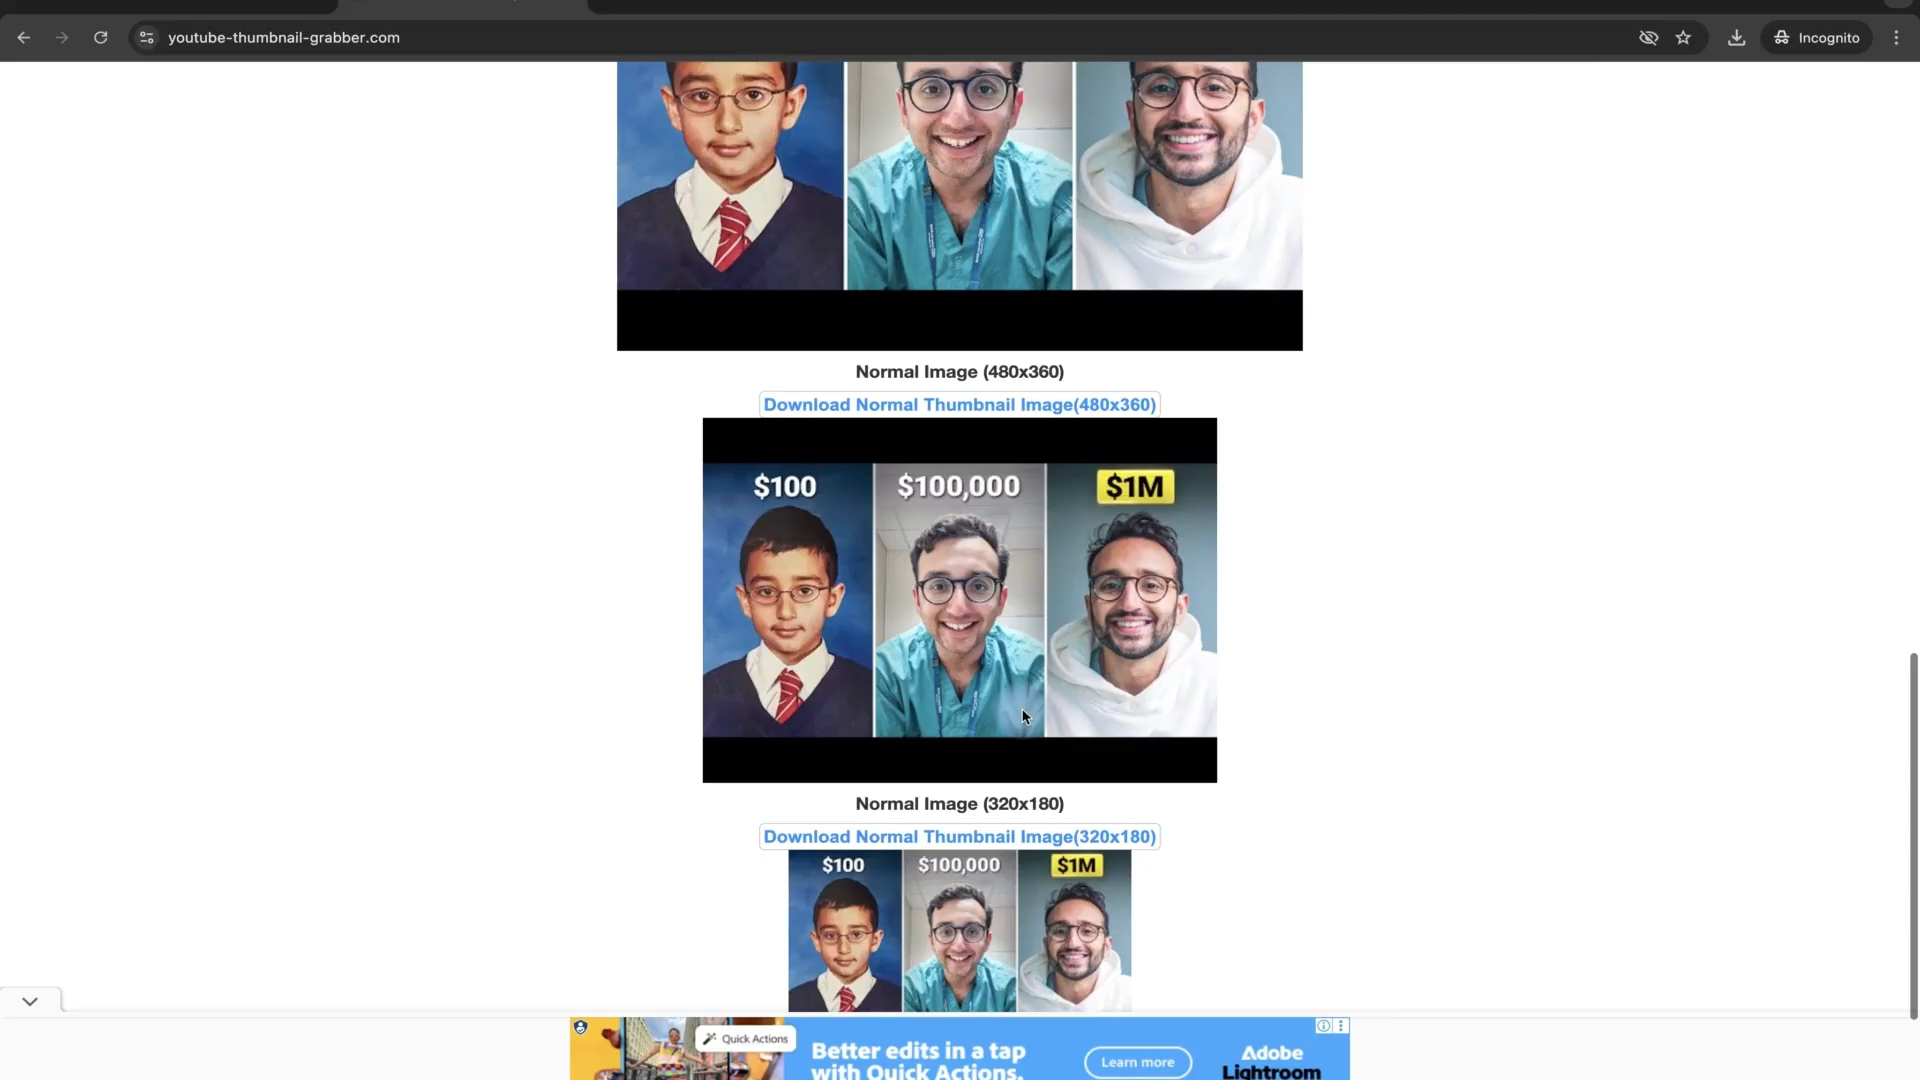 youtube-thumbnail-grabber.com
Incognito
Normal Image (480x360)
Download Normal Thumbnail Image(480x360)
$100
$100,000
$1M
Normal Image (320x180)
Download Normal Thumbnail Image(320x180)
$100
$100,000
$1M
Quick Actions
Better edits in a tap
with Quick Actions.
Learn more
Adobe
Lightroom